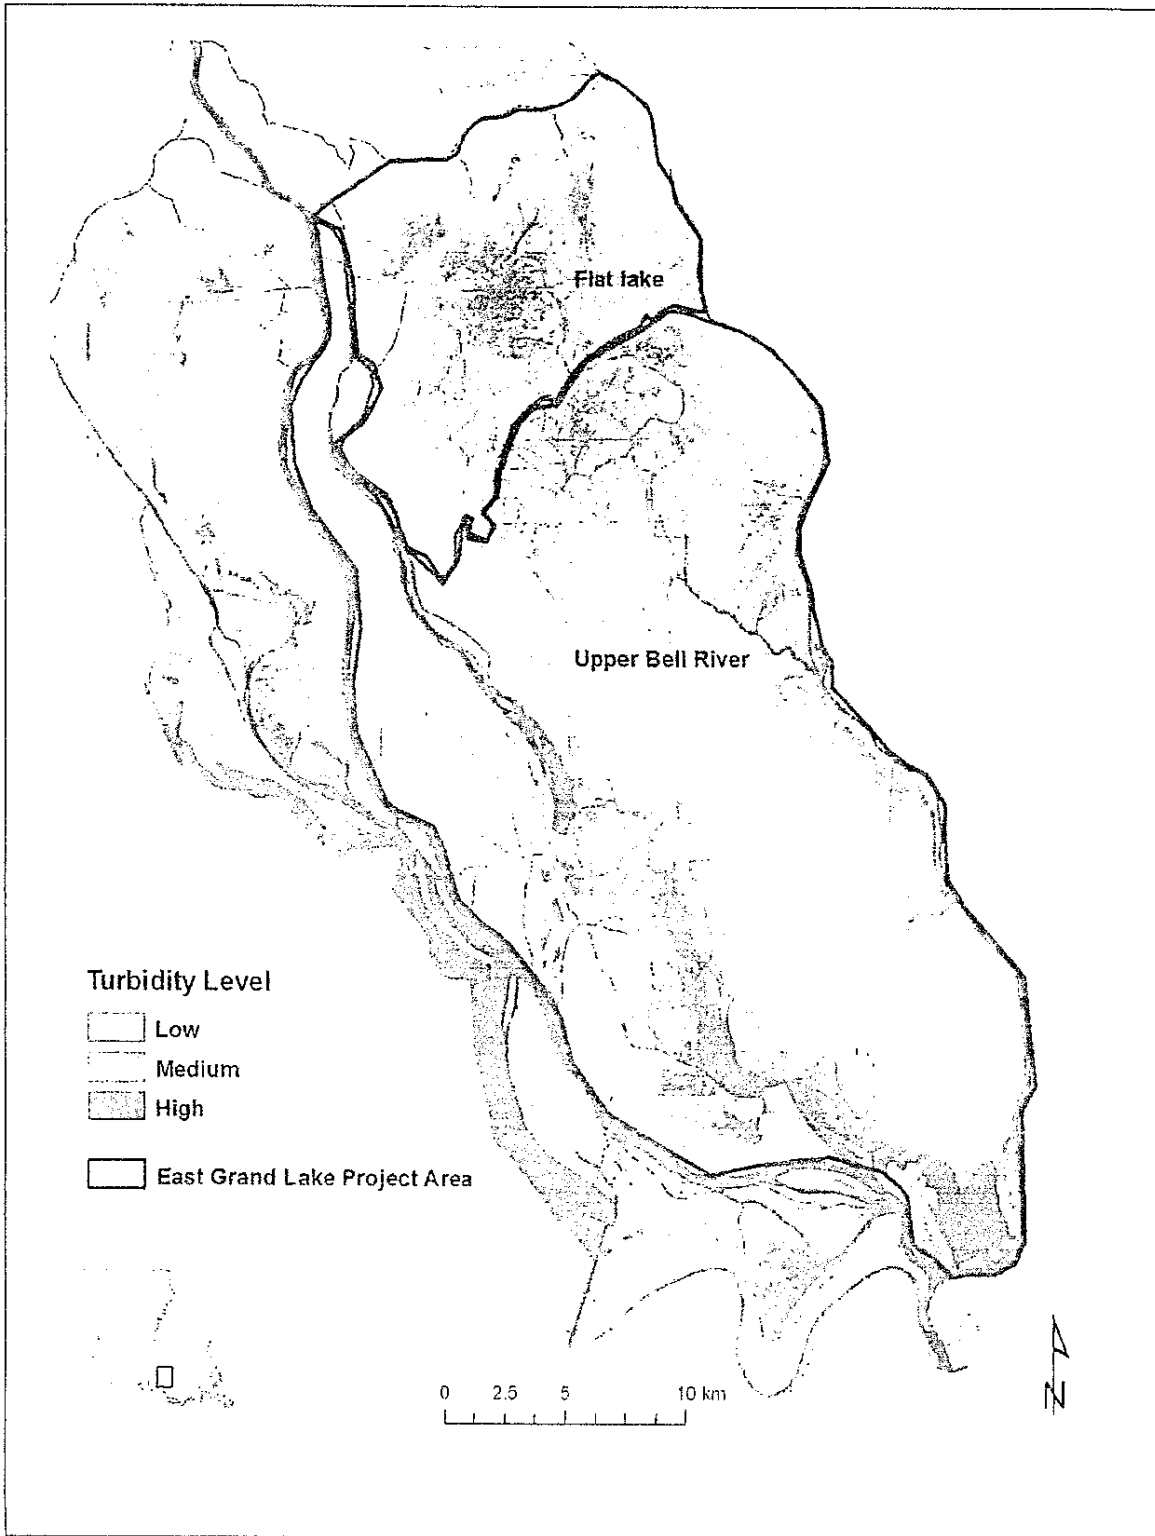 Flat lake
Upper Bell River
Turbidity Level
Low
Medium
High
East Grand Lake Project Area
0 2.5 5 10 km
N